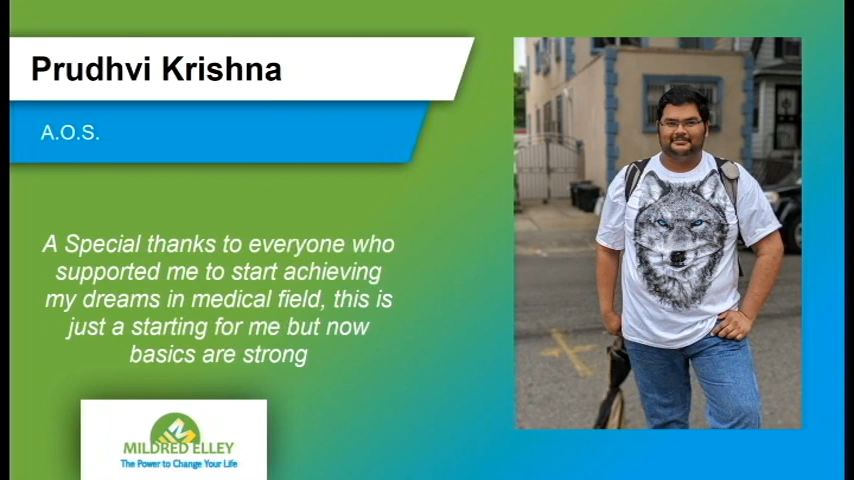 Prudhvi Krishna
A.O.S.
A Special thanks to everyone who
supported me to start achieving
my dreams in medical field, this is
just a starting for me but now
basics are strong
MILDRED ELLEY
The Power to Change Your Life